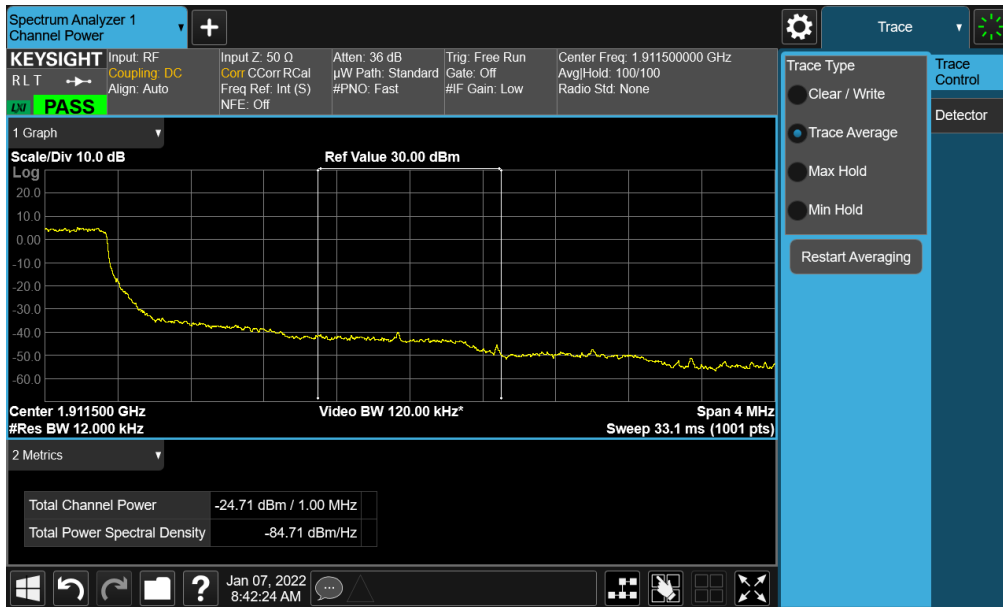 Spectrum Analyzer 1
Channel Power
+
Trace
KEYSIGHT
R L T
LXI
PASS
Input: RF
Coupling: DC
Align: Auto
Input Z: 50 Ω
Corr CCorr RCal
Freq Ref: Int (S)
NFE: Off
Atten: 36 dB
µW Path: Standard
#PNO: Fast
Trig: Free Run
Gate: Off
#IF Gain: Low
Center Freq: 1.911500000 GHz
Avg|Hold: 100/100
Radio Std: None
Trace Type
Clear / Write
Trace Average
Max Hold
Min Hold
Restart Averaging
Trace
Control
Detector
1 Graph
Scale/Div 10.0 dB
Ref Value 30.00 dBm
Log
20.0
10.0
0.00
-10.0
-20.0
-30.0
-40.0
-50.0
-60.0
Center 1.911500 GHz
Video BW 120.00 kHz*
Span 4 MHz
#Res BW 12.000 kHz
Sweep 33.1 ms (1001 pts)
2 Metrics
Total Channel Power -24.71 dBm / 1.00 MHz
Total Power Spectral Density -84.71 dBm/Hz
?
Jan 07, 2022
8:42:24 AM